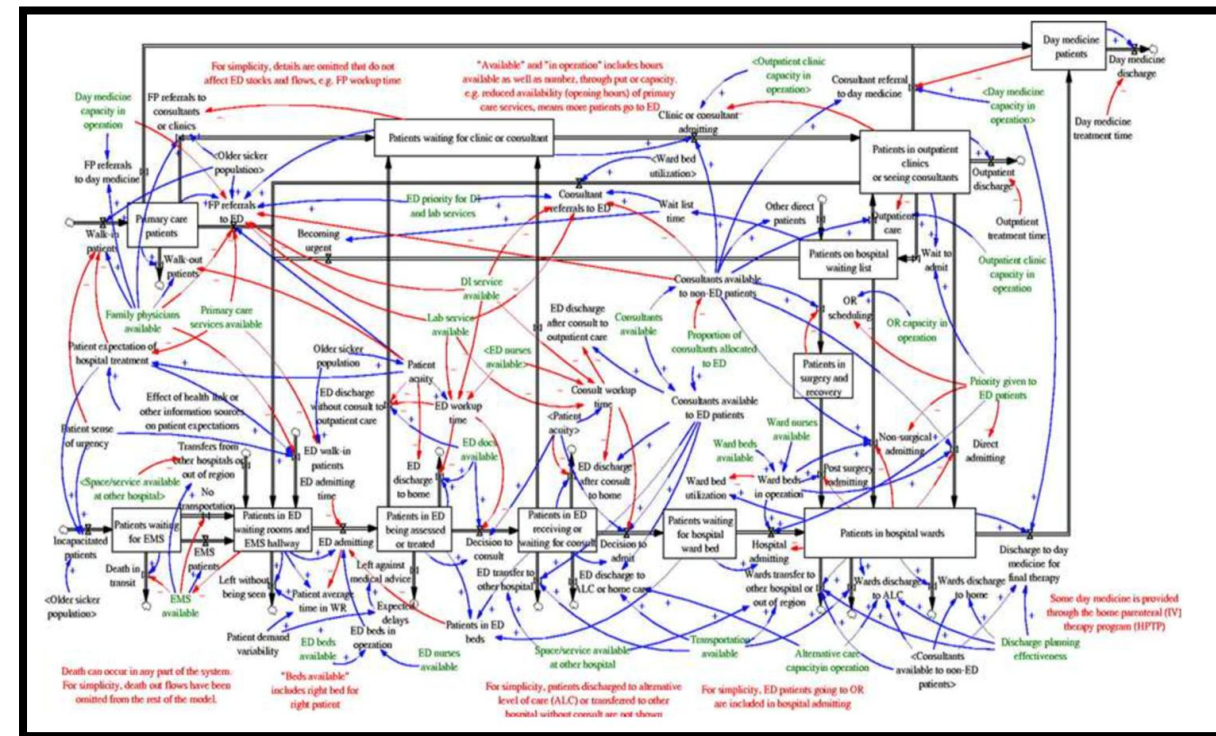 Day medicine
patients
Day medicine
discharge
For simplicity, details are omitted that do not
affect ED stocks and flows, e.g. FP workup time
"Available" and "in operation" includes hours
available as well as number, through put or capacity.
e.g. reduced availability (opening hours) of primary
care services, means more patients go to ED
<Outpatient clinic
capacity in
operation>
Consultant referral
to day medicine
<Day medicine
capacity in
operation>
Day medicine
treatment time
Day medicine
capacity in
operation
FP referrals to
consultants
or clinics
Patients waiting for clinic or consultant
Clinic or consultant
admitting
Patients in outpatient
clinics
or seeing consultants
Outpatient
discharge
Outpatient
treatment time
FP referrals
to day medicine
<Older sicker
population>
<Ward bed
utilization>
FP referrals
to ED
ED priority for DI
and lab services
Consultant
referrals to ED
Wait list
time
Other direct
patients
Outpatient
care
Primary care
patients
Walk-in
patients
Walk-out
patients
Becoming
urgent
Patients on hospital
waiting list
Wait to
admit
Outpatient clinic
capacity in
operation
DI service
available
Consultants available
to non-ED patients
Family physicians
available
Primary care
services available
Lab service
available
ED discharge
after consult to
outpatient care
Consultants
available
Proportion of
consultants allocated
to ED
OR
scheduling
OR capacity in
operation
Patient expectation of
hospital treatment
Older sicker
population
Patient
acuity
<ED nurses
available>
Patients in
surgery and
recovery
Effect of health link or
other information sources
on patient expectations
ED discharge
without consult to
outpatient care
ED workup
time
Consult workup
time
<Patient
acuity>
Consultants available
to ED patients
Priority given to
ED patients
Patient sense
of urgency
Transfers from
other hospitals or
out of region
ED walk-in
patients
ED docs
available
Ward nurses
available
Ward beds
available
Non-surgical
admitting
Direct
admitting
<Space/service available
at other hospital>
No
transportation
ED admitting
time
ED
discharge
to home
ED discharge
after consult
to home
Ward bed
utilization
Ward beds
in operation
Post surgery
admitting
Incapacitated
patients
Patients waiting
for EMS
EMS
patients
Patients in ED
waiting rooms and
EMS hallway
ED admitting
Patients in ED
being assessed
or treated
Decision to
consult
Patients in ED
receiving or
waiting for consult
Decision to
admit
Patients waiting
for hospital
ward bed
Hospital
admitting
Patients in hospital wards
Discharge to day
medicine for
final therapy
Death in
transit
<Older sicker
population>
EMS
available
Left without
being seen
Patient average
time in WR
Left against
medical advice
Expected
delays
ED transfer to
other hospital
ED discharge to
ALC or home care
Wards transfer to
other hospital or
out of region
Wards discharge
to ALC
Wards discharge
to home
Patient demand
variability
ED beds
available
ED beds in
operation
Patients in ED
beds
ED nurses
available
Space/service available
at other hospital
Transportation
available
Alternative care
capacityin operation
<Consultants
available to non-ED
patients>
Discharge planning
effectiveness
Some day medicine is provided
through the home parenteral (IV)
therapy program (HPTP)
Death can occur in any part of the system.
For simplicity, death out flows have been
omitted from the rest of the model.
"Beds available"
includes right bed for
right patient
For simplicity, patients discharged to alternative
level of care (ALC) or transferred to other
hospital without consult are not shown
For simplicity, ED patients going to OR
are included in hospital admitting